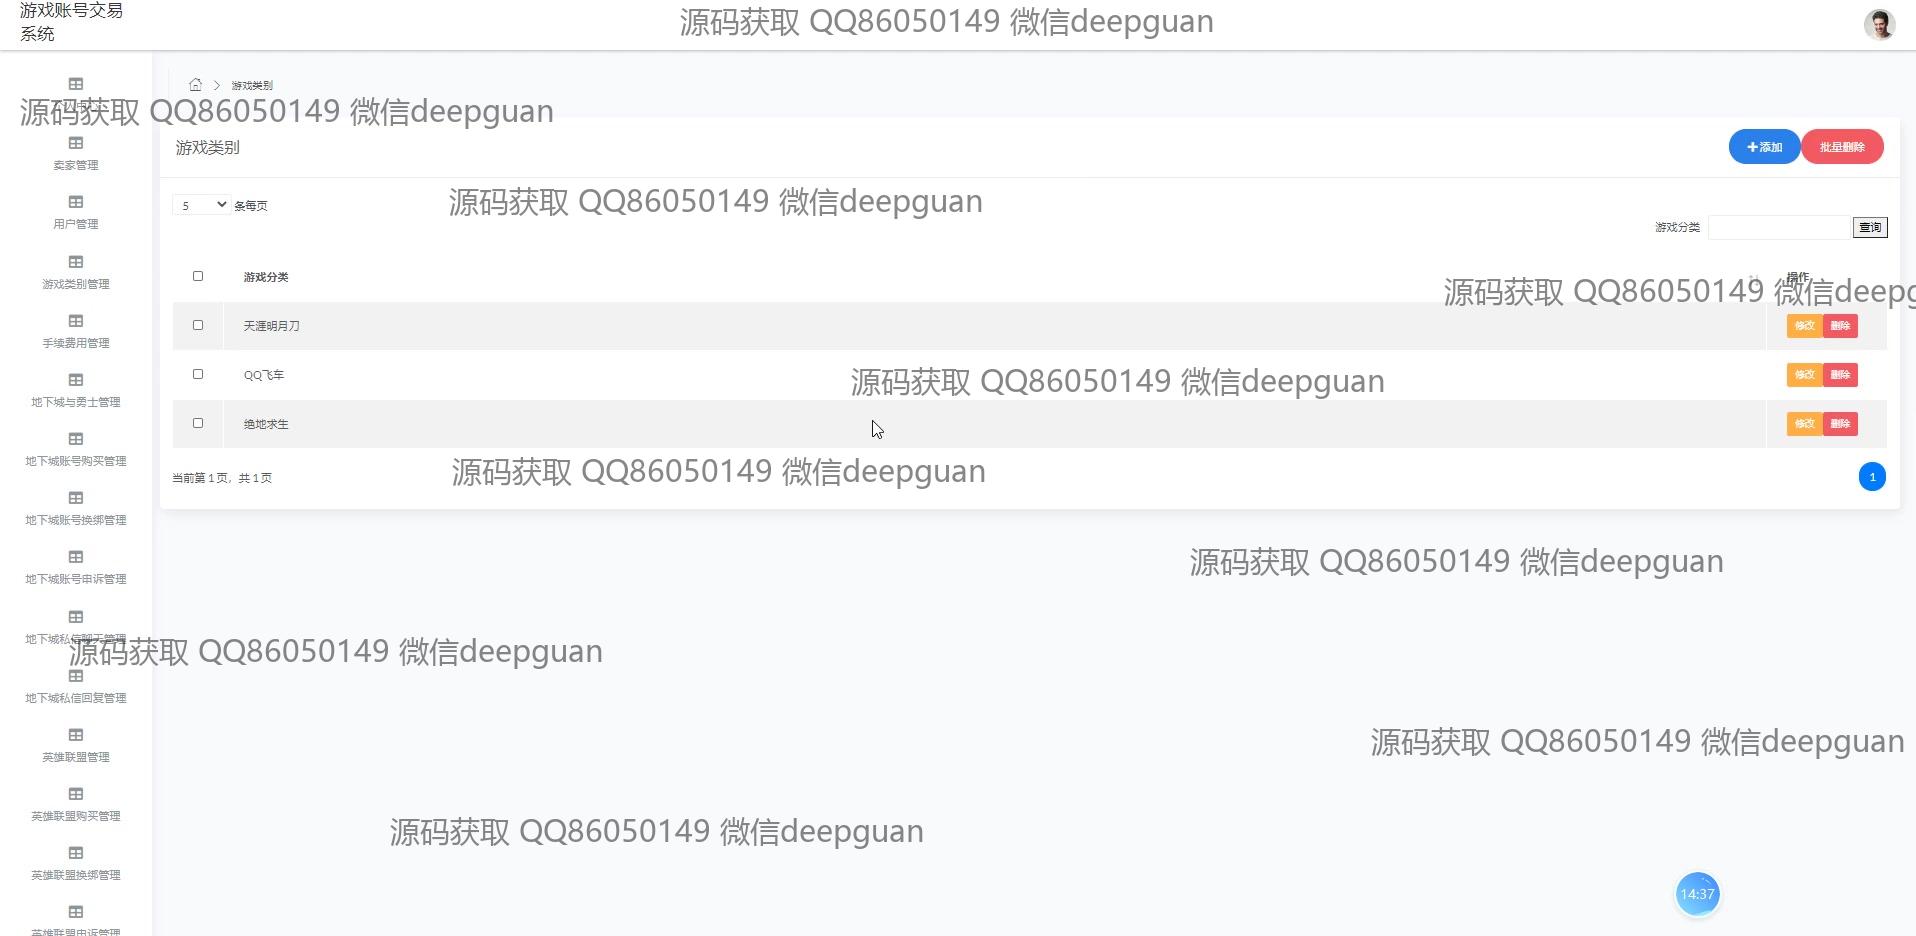 游戏账号交易
系统
源码获取 QQ86050149 微信deepguan
游戏类别
源码获取 QQ86050149 微信deepguan
游戏类别
添加
批量删除
卖家管理
5 条每页
源码获取 QQ86050149 微信deepguan
用户管理
游戏分类
查询
游戏分类
操作
游戏类别管理
源码获取 QQ86050149 微信deepg
天涯明月刀
修改 删除
手续费用管理
QQ飞车
修改 删除
源码获取 QQ86050149 微信deepguan
地下城与勇士管理
绝地求生
修改 删除
地下城账号购买管理
当前第 1 页，共 1 页
源码获取 QQ86050149 微信deepguan
1
地下城账号换绑管理
源码获取 QQ86050149 微信deepguan
地下城账号申诉管理
地下城私信聊天管理
源码获取 QQ86050149 微信deepguan
地下城私信回复管理
源码获取 QQ86050149 微信deepguan
英雄联盟管理
英雄联盟购买管理
源码获取 QQ86050149 微信deepguan
英雄联盟换绑管理
14:37
英雄联盟申诉管理